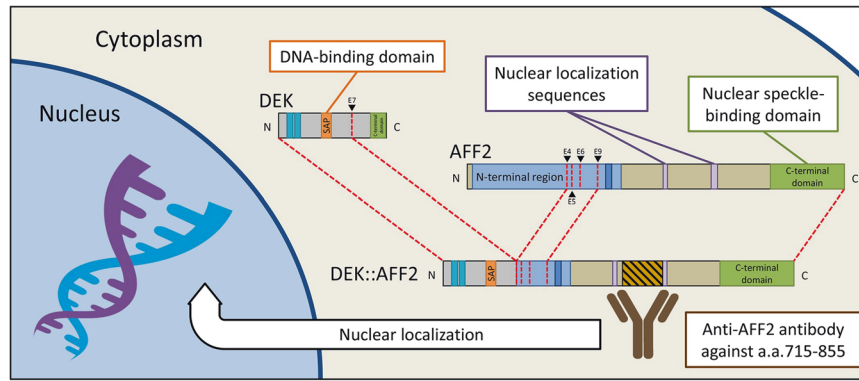 Cytoplasm
Nucleus
DNA-binding domain
DEK
E7
N
SAP
C-terminal
domain
C
Nuclear localization
sequences
Nuclear speckle-
binding domain
AFF2
N
N-terminal region
E4
E6
E9
E5
C-terminal
domain
C
DEK::AFF2
N
SAP
C-terminal
domain
C
Nuclear localization
Anti-AFF2 antibody
against a.a.715-855